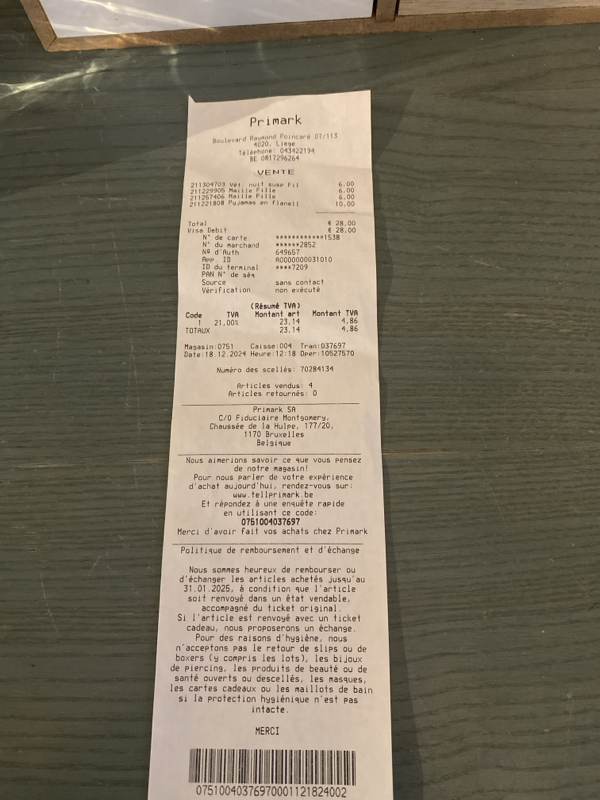 Primark
Boulevard Raymond Poincaré 07/113
4020, Liege
Téléphone: 043422194
BE 0817296264
VENTE
211304703 Vêt. nuit susp Fil 6,00
211229905 Maille Fille 6,00
211257406 Maille Fille 6,00
211221808 Pyjamas en flanell 10,00
Total € 28,00
Visa Debit € 28,00
N° de carte ************1538
N° du marchand ******2852
Nº d'Auth 649657
App. ID A0000000031010
ID du terminal ****7209
PAN N° de séq
Source sans contact
Vérification non exécuté
(Résumé TVA)
Code TVA Montant art Montant TVA
1 21,00% 23,14 4,86
TOTAUX 23,14 4,86
Magasin:0751 Caisse:004 Tran:037697
Date:18.12.2024 Heure:12:18 Oper:10527570
Numéro des scellés: 70284134
Articles vendus: 4
Articles retournés: 0
Primark SA
C/O Fiduciaire Montgomery,
Chaussée de la Hulpe, 177/20,
1170 Bruxelles
Belgique
Nous aimerions savoir ce que vous pensez
de notre magasin!
Pour nous parler de votre expérience
d'achat aujourd'hui, rendez-vous sur:
www.tellprimark.be
Et répondez à une enquête rapide
en utilisant ce code:
0751004037697
Merci d'avoir fait vos achats chez Primark
Politique de remboursement et d'échange
Nous sommes heureux de rembourser ou
d'échanger les articles achetés jusqu'au
31.01.2025, à condition que l'article
soit renvoyé dans un état vendable,
accompagné du ticket original.
Si l'article est renvoyé avec un ticket
cadeau, nous proposerons un échange.
Pour des raisons d'hygiène, nous
n'acceptons pas le retour de slips ou de
boxers (y compris les lots), les bijoux
de piercing, les produits de beauté ou de
santé ouverts ou descellés, les masques,
les cartes cadeaux ou les maillots de bain
si la protection hygiénique n'est pas
intacte.
MERCI
07510040376970001121824002